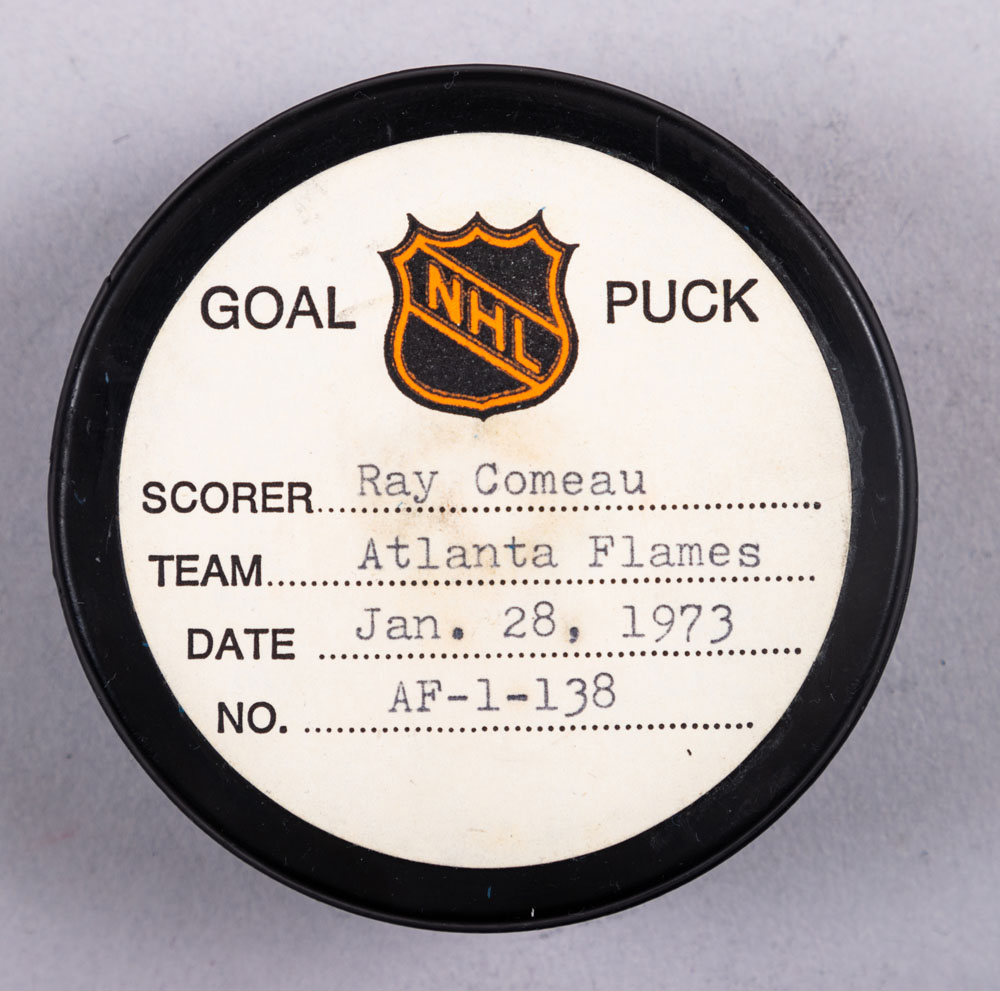 GOAL NHL PUCK
SCORER.... Ray Comeau
TEAM.... Atlanta Flames
DATE .... Jan. 28, 1973
NO. .... AF-1-138